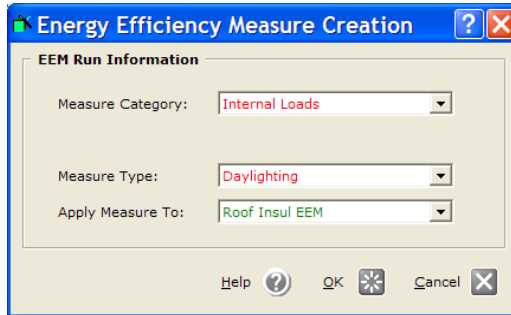 Energy Efficiency Measure Creation
EEM Run Information
Measure Category: Internal Loads
Measure Type: Daylighting
Apply Measure To: Roof Insul EEM
Help ? OK Cancel